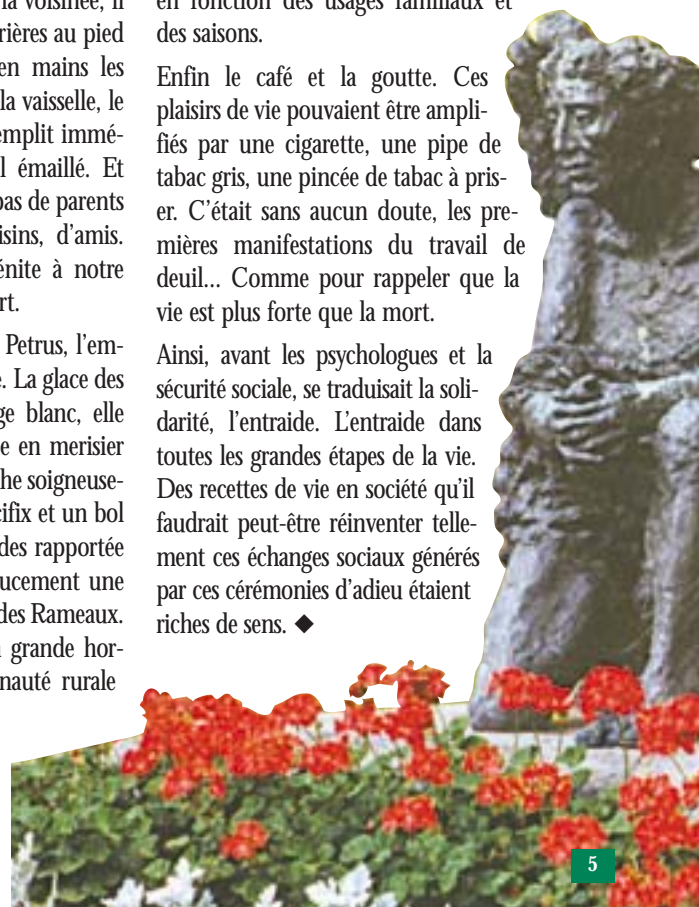 la voisinée, il
rières au pied
en mains les
la vaisselle, le
emplit immé-
l émaillé. Et
pas de parents
isins, d'amis.
énite à notre
rt.
Petrus, l'em-
e. La glace des
ge blanc, elle
e en merisier
he soigneuse-
cifix et un bol
des rapportée
oucement une
des Rameaux.
a grande hor-
nauté rurale
en fonction des usages familiaux et
des saisons.
Enfin le café et la goutte. Ces
plaisirs de vie pouvaient être ampli-
fiés par une cigarette, une pipe de
tabac gris, une pincée de tabac à pris-
er. C'était sans aucun doute, les pre-
mières manifestations du travail de
deuil... Comme pour rappeler que la
vie est plus forte que la mort.
Ainsi, avant les psychologues et la
sécurité sociale, se traduisait la soli-
darité, l'entraide. L'entraide dans
toutes les grandes étapes de la vie.
Des recettes de vie en société qu'il
faudrait peut-être réinventer telle-
ment ces échanges sociaux générés
par ces cérémonies d'adieu étaient
riches de sens. ◆
5